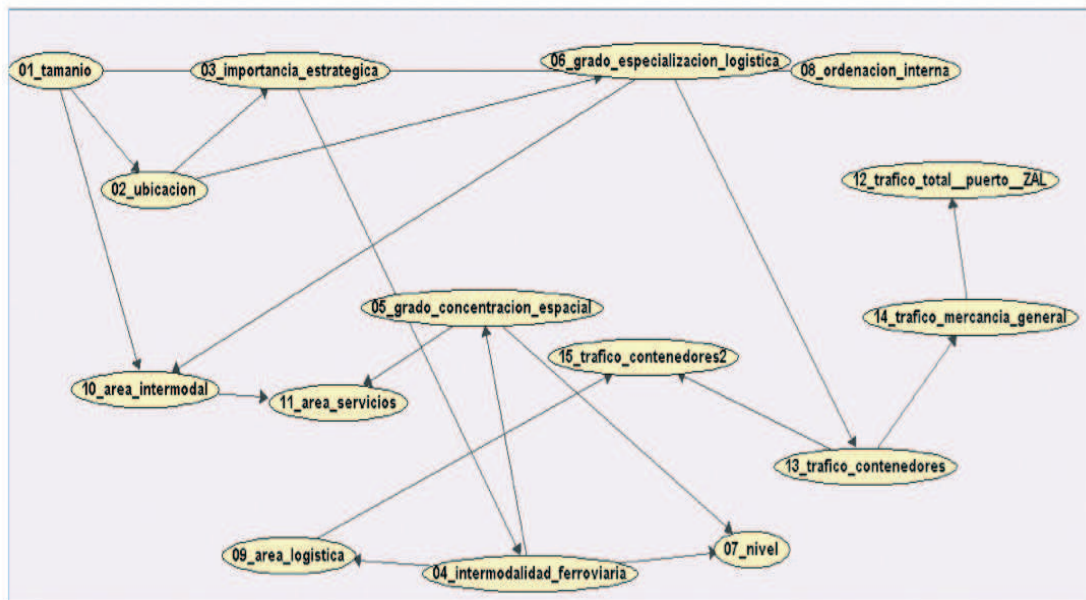 01_tamanio
03_importancia_estrategica
06_grado_especializacion_logistica
08_ordenacion_interna
02_ubicacion
12_trafico_total__puerto__ZAL
05_grado_concentracion_espacial
14_trafico_mercancia_general
15_trafico_contenedores2
10_area_intermodal
11_area_servicios
13_trafico_contenedores
09_area_logistica
07_nivel
04_intermodalidad_ferroviaria